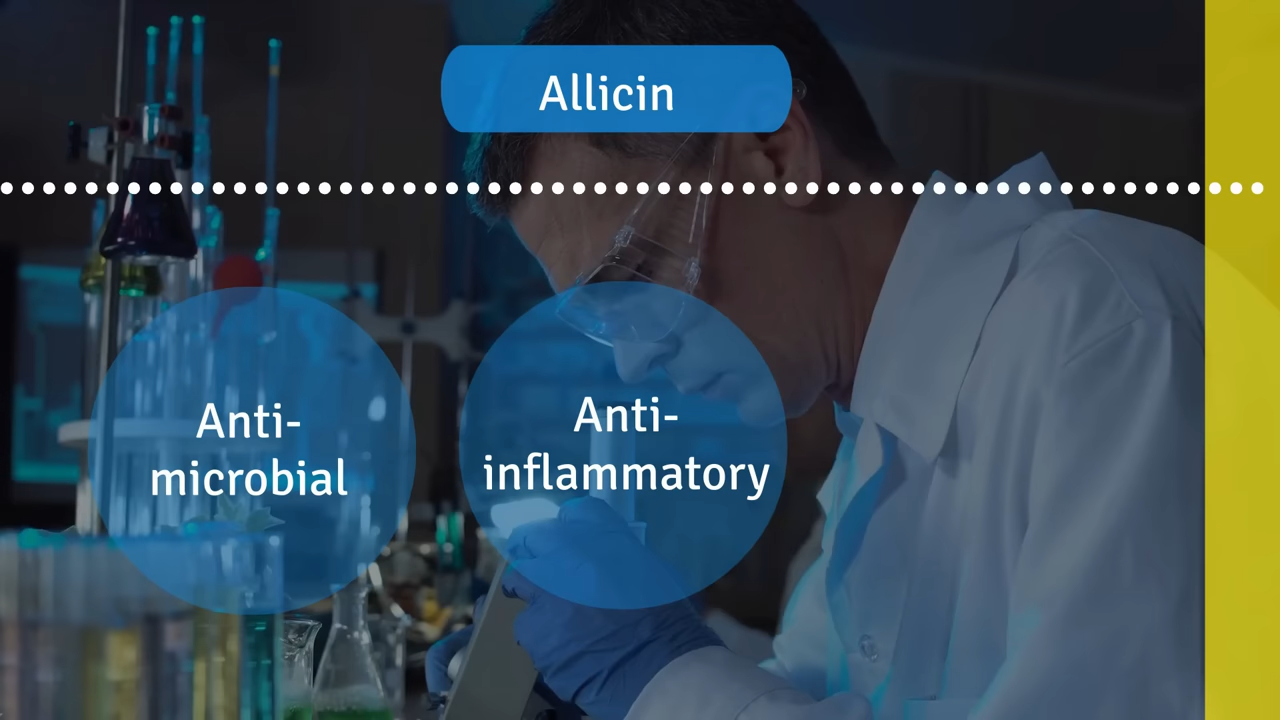 Allicin
Anti-
microbial
Anti-
inflammatory